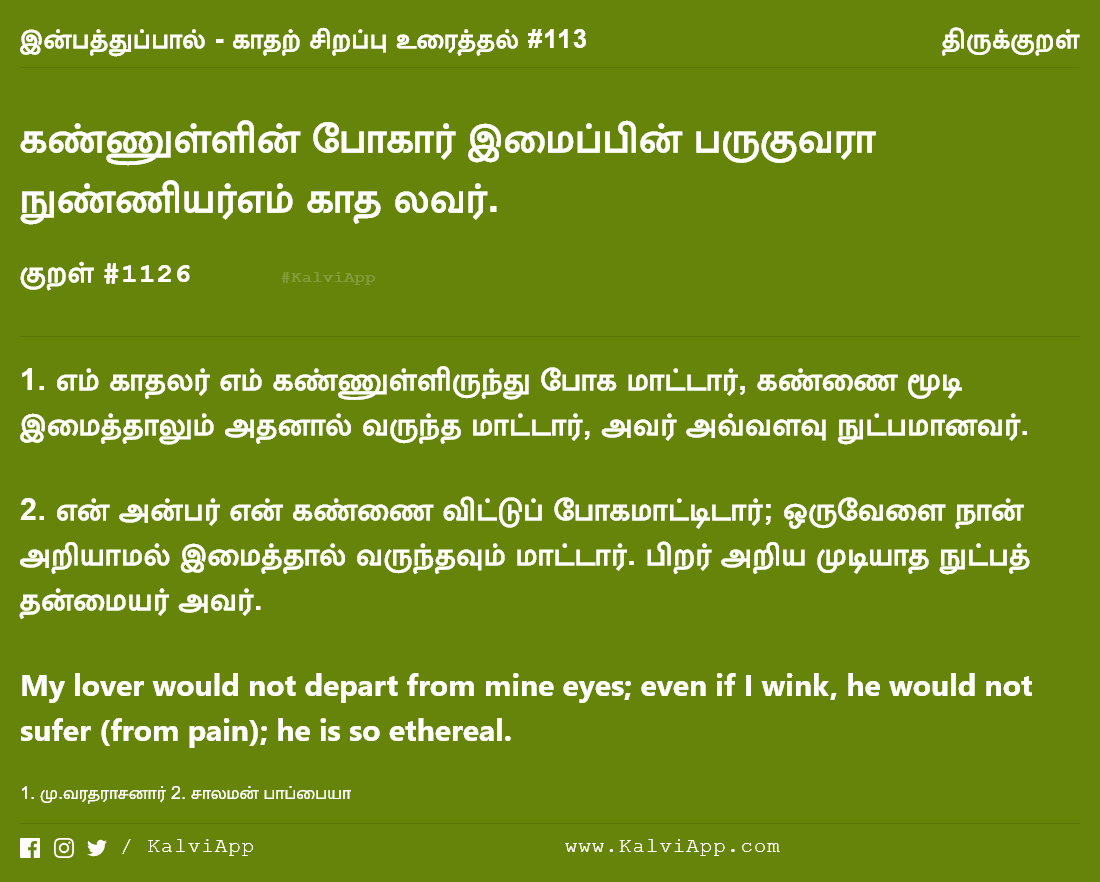 இன்பத்துப்பால் - காதற் சிறப்பு உரைத்தல் #113 திருக்குறள்
கண்ணுள்ளின் போகார் இமைப்பின் பருகுவரா
நுண்ணியர்எம் காத லவர்.
குறள் #1126 #KalviApp
1. எம் காதலர் எம் கண்ணுள்ளிருந்து போக மாட்டார், கண்ணை மூடி
இமைத்தாலும் அதனால் வருந்த மாட்டார், அவர் அவ்வளவு நுட்பமானவர்.
2. என் அன்பர் என் கண்ணை விட்டுப் போகமாட்டிடார்; ஒருவேளை நான்
அறியாமல் இமைத்தால் வருந்தவும் மாட்டார். பிறர் அறிய முடியாத நுட்பத்
தன்மையர் அவர்.
My lover would not depart from mine eyes; even if I wink, he would not
sufer (from pain); he is so ethereal.
1. மு.வரதராசனார் 2. சாலமன் பாப்பையா
/ KalviApp www.KalviApp.com